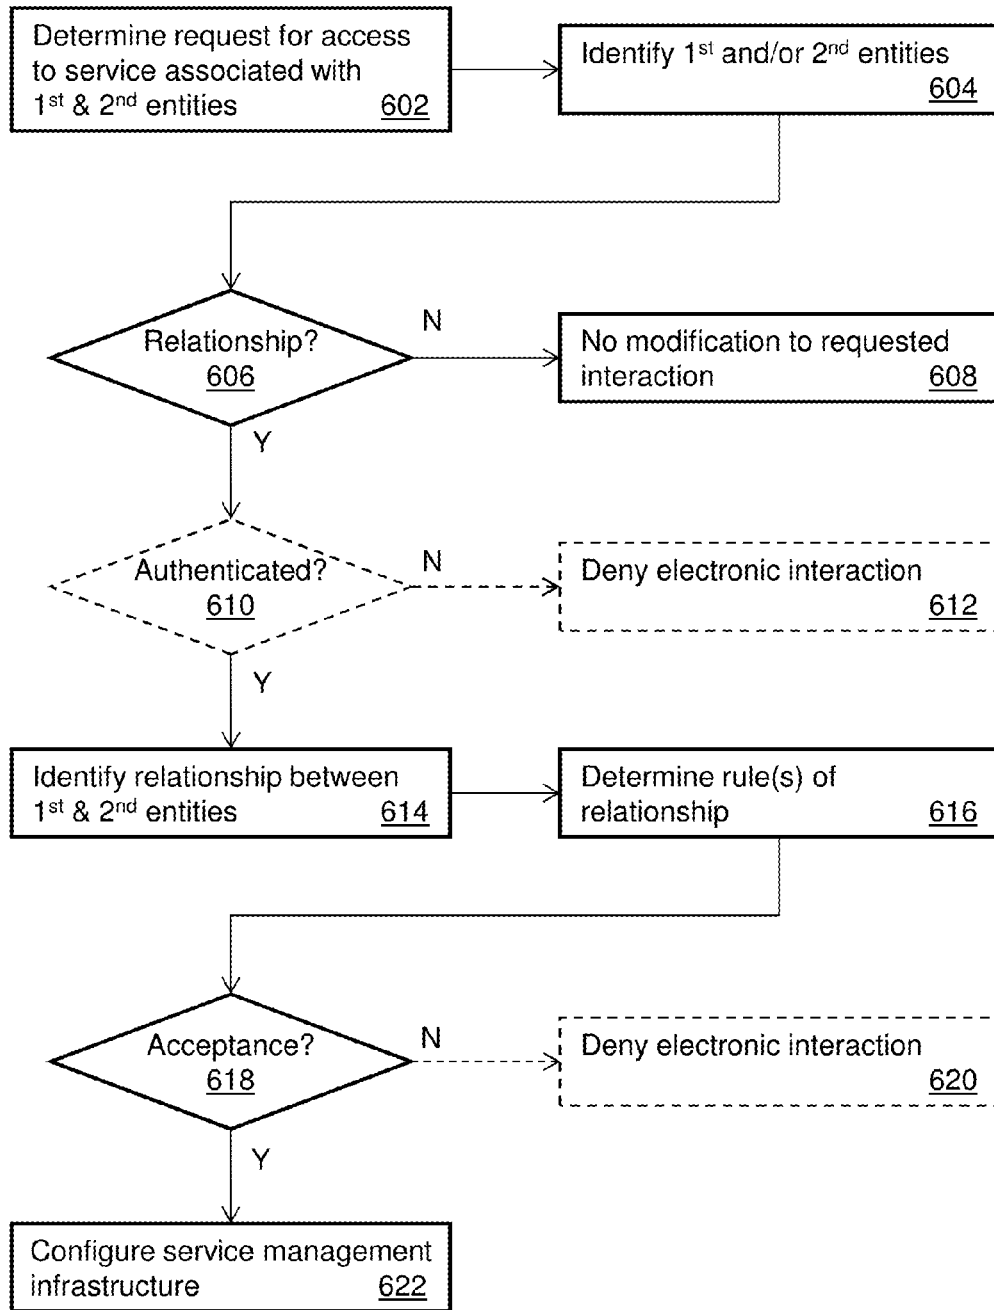 Determine request for access
to service associated with
1st & 2nd entities 602
Identify 1st and/or 2nd entities
604
Relationship?
606
N
No modification to requested
interaction 608
Y
Authenticated?
610
N
Deny electronic interaction
612
Y
Identify relationship between
1st & 2nd entities 614
Determine rule(s) of
relationship 616
Acceptance?
618
N
Deny electronic interaction
620
Y
Configure service management
infrastructure 622